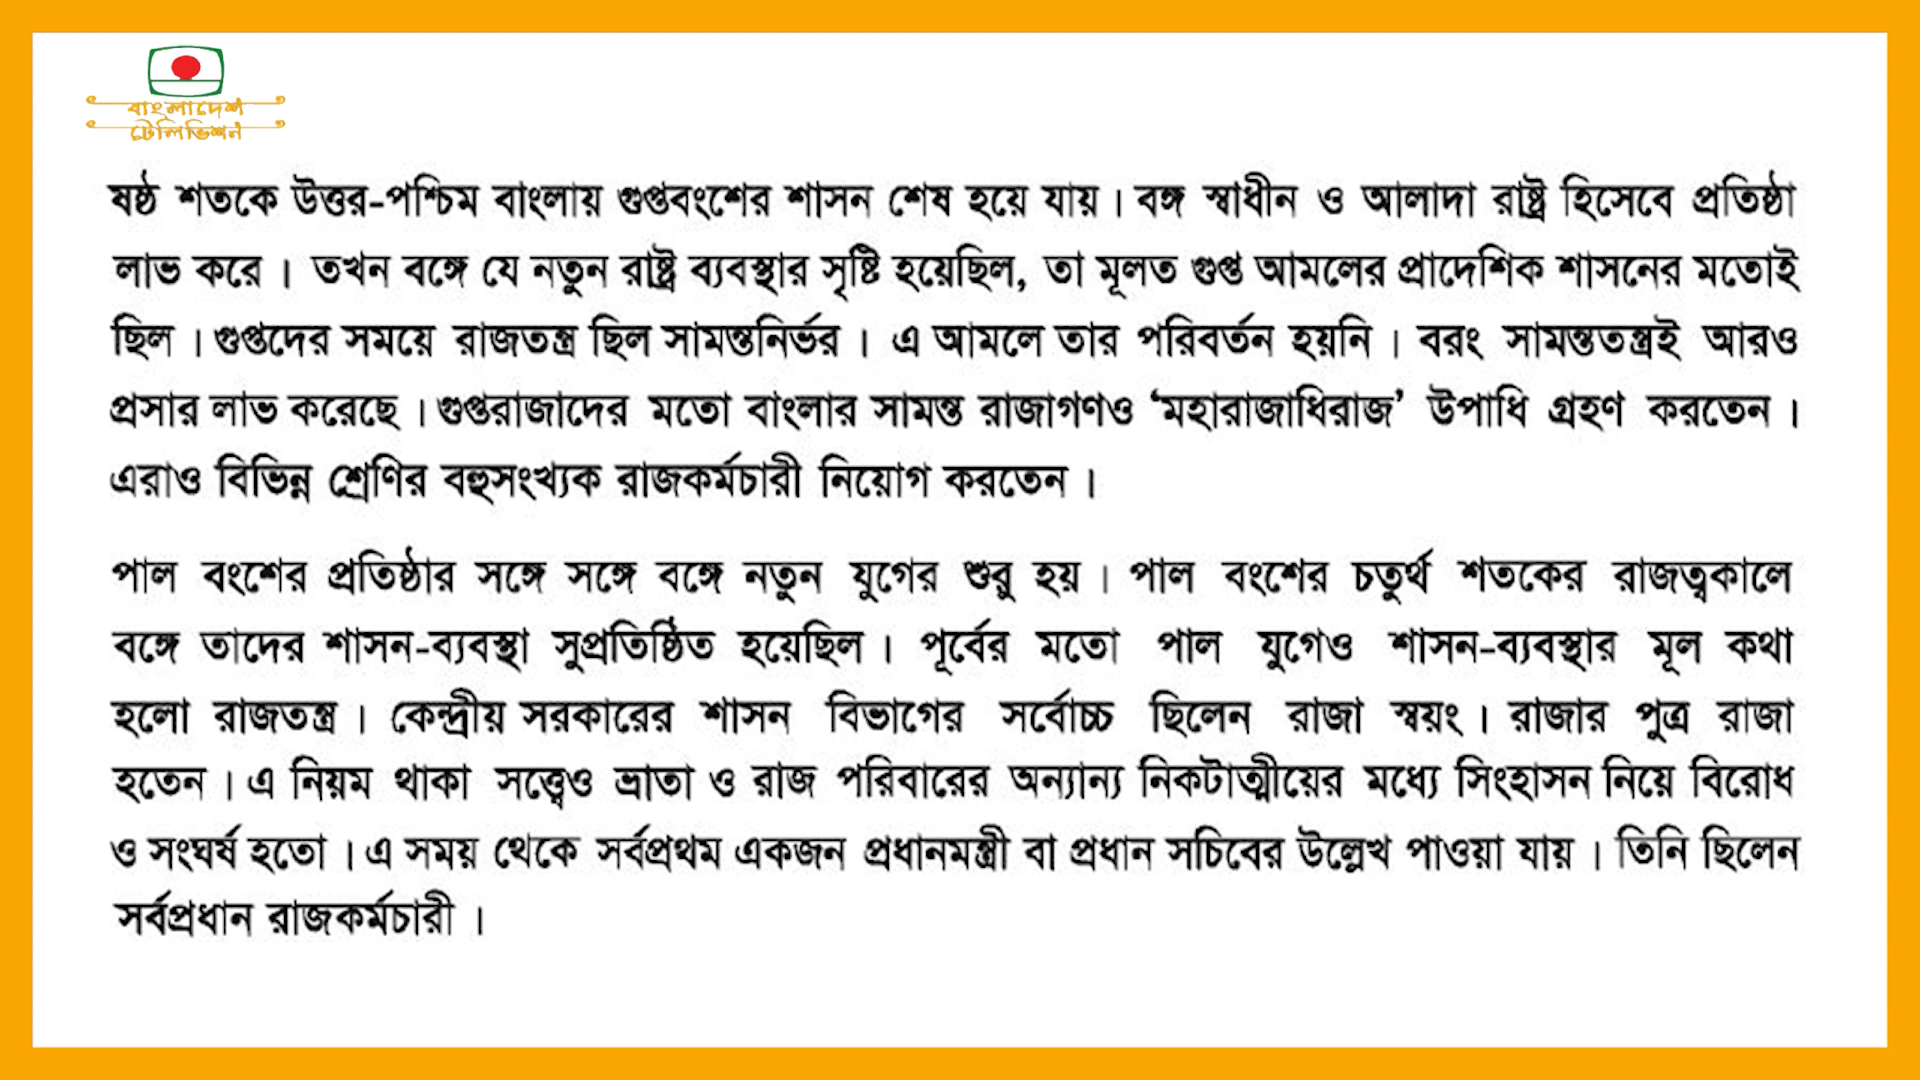 বাংলাদেশ
টেলিভিশন
ষষ্ঠ শতকে উত্তর-পশ্চিম বাংলায় গুপ্তবংশের শাসন শেষ হয়ে যায়। বঙ্গ স্বাধীন ও আলাদা রাষ্ট্র হিসেবে প্রতিষ্ঠা
লাভ করে। তখন বঙ্গে যে নতুন রাষ্ট্র ব্যবস্থার সৃষ্টি হয়েছিল, তা মূলত গুপ্ত আমলের প্রাদেশিক শাসনের মতোই
ছিল। গুপ্তদের সময়ে রাজতন্ত্র ছিল সামন্তনির্ভর। এ আমলে তার পরিবর্তন হয়নি। বরং সামন্ততন্ত্রই আরও
প্রসার লাভ করেছে। গুপ্তরাজাদের মতো বাংলার সামন্ত রাজাগণও ‘মহারাজাধিরাজ’ উপাধি গ্রহণ করতেন।
এরাও বিভিন্ন শ্রেণির বহুসংখ্যক রাজকর্মচারী নিয়োগ করতেন।
পাল বংশের প্রতিষ্ঠার সঙ্গে সঙ্গে বঙ্গে নতুন যুগের শুরু হয়। পাল বংশের চতুর্থ শতকের রাজত্বকালে
বঙ্গে তাদের শাসন-ব্যবস্থা সুপ্রতিষ্ঠিত হয়েছিল। পূর্বের মতো পাল যুগেও শাসন-ব্যবস্থার মূল কথা
হলো রাজতন্ত্র। কেন্দ্রীয় সরকারের শাসন বিভাগের সর্বোচ্চ ছিলেন রাজা স্বয়ং। রাজার পুত্র রাজা
হতেন। এ নিয়ম থাকা সত্ত্বেও ভ্রাতা ও রাজ পরিবারের অন্যান্য নিকটাত্মীয়ের মধ্যে সিংহাসন নিয়ে বিরোধ
ও সংঘর্ষ হতো। এ সময় থেকে সর্বপ্রথম একজন প্রধানমন্ত্রী বা প্রধান সচিবের উল্লেখ পাওয়া যায়। তিনি ছিলেন
সর্বপ্রধান রাজকর্মচারী।